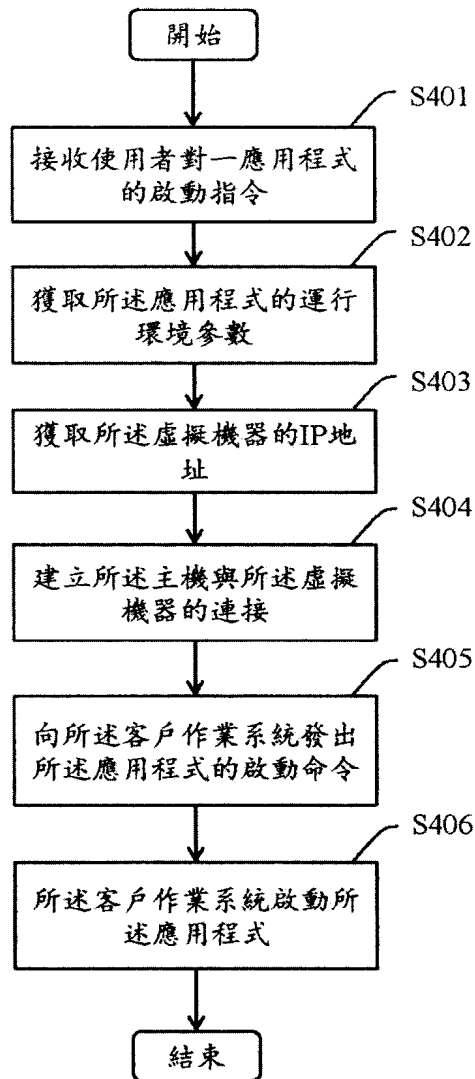 開始
S401
接收使用者對一應用程式
的啟動指令
S402
獲取所述應用程式的運行
環境參數
S403
獲取所述虛擬機器的IP地
址
S404
建立所述主機與所述虛擬
機器的連接
S405
向所述客戶作業系統發出
所述應用程式的啟動命令
S406
所述客戶作業系統啟動所
述應用程式
結束